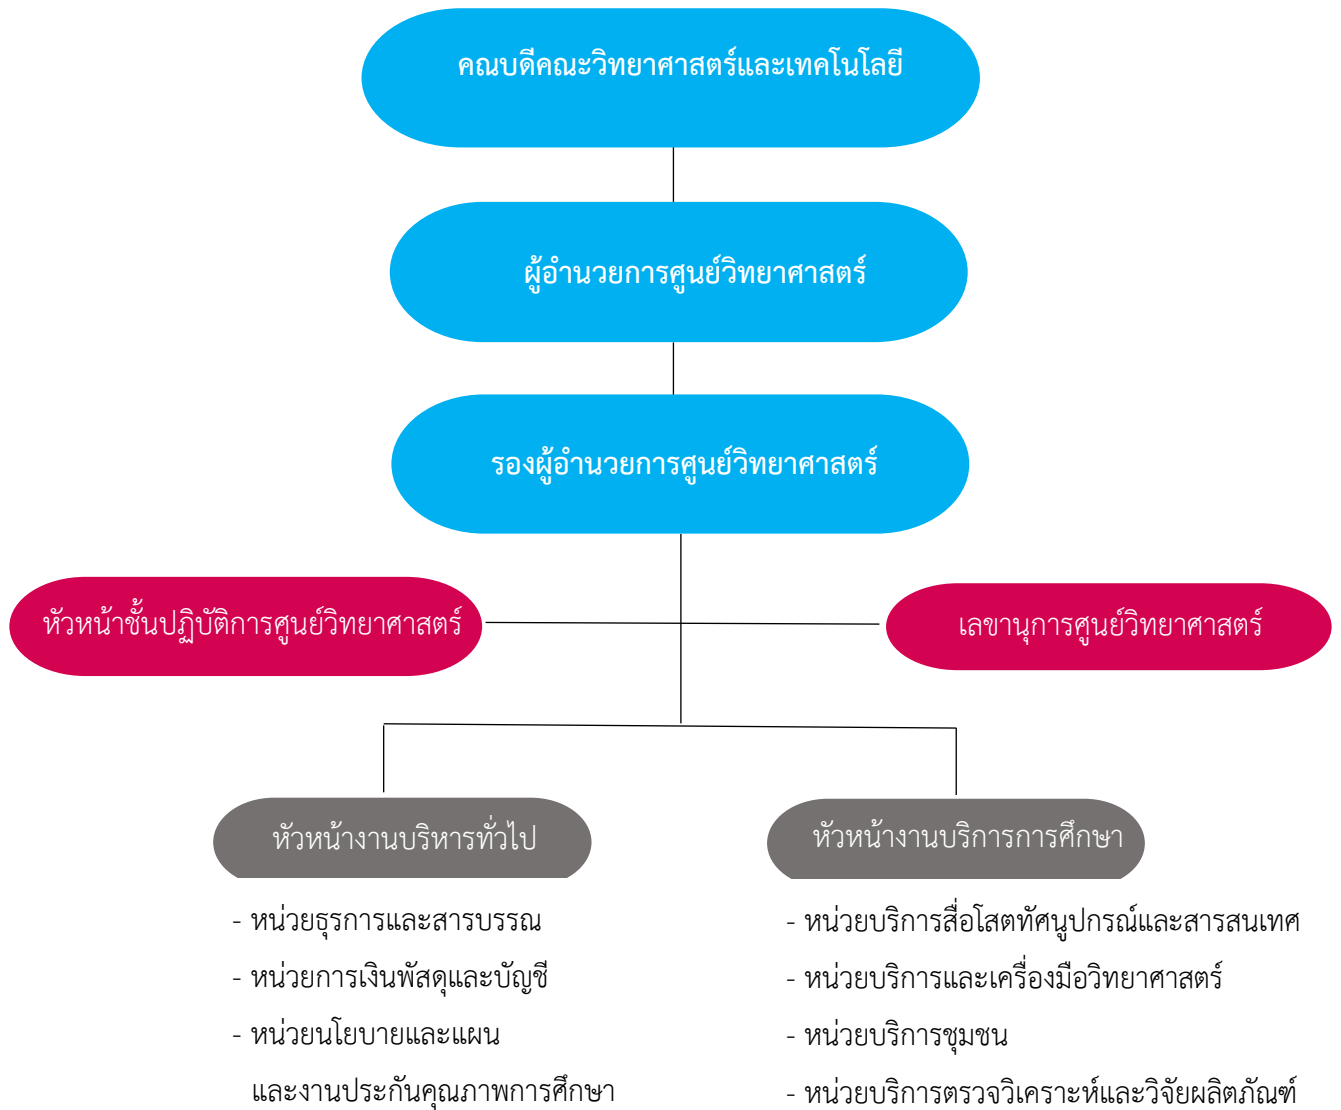 คณบดีคณะวิทยาศาสตร์และเทคโนโลยี
ผู้อำนวยการศูนย์วิทยาศาสตร์
รองผู้อำนวยการศูนย์วิทยาศาสตร์
หัวหน้าชั้นปฏิบัติการศูนย์วิทยาศาสตร์
เลขานุการศูนย์วิทยาศาสตร์
หัวหน้างานบริหารทั่วไป
- หน่วยธุรการและสารบรรณ
- หน่วยการเงินพัสดุและบัญชี
- หน่วยนโยบายและแผน
และงานประกันคุณภาพการศึกษา
หัวหน้างานบริการการศึกษา
- หน่วยบริการสื่อโสตทัศนูปกรณ์และสารสนเทศ
- หน่วยบริการและเครื่องมือวิทยาศาสตร์
- หน่วยบริการชุมชน
- หน่วยบริการตรวจวิเคราะห์และวิจัยผลิตภัณฑ์